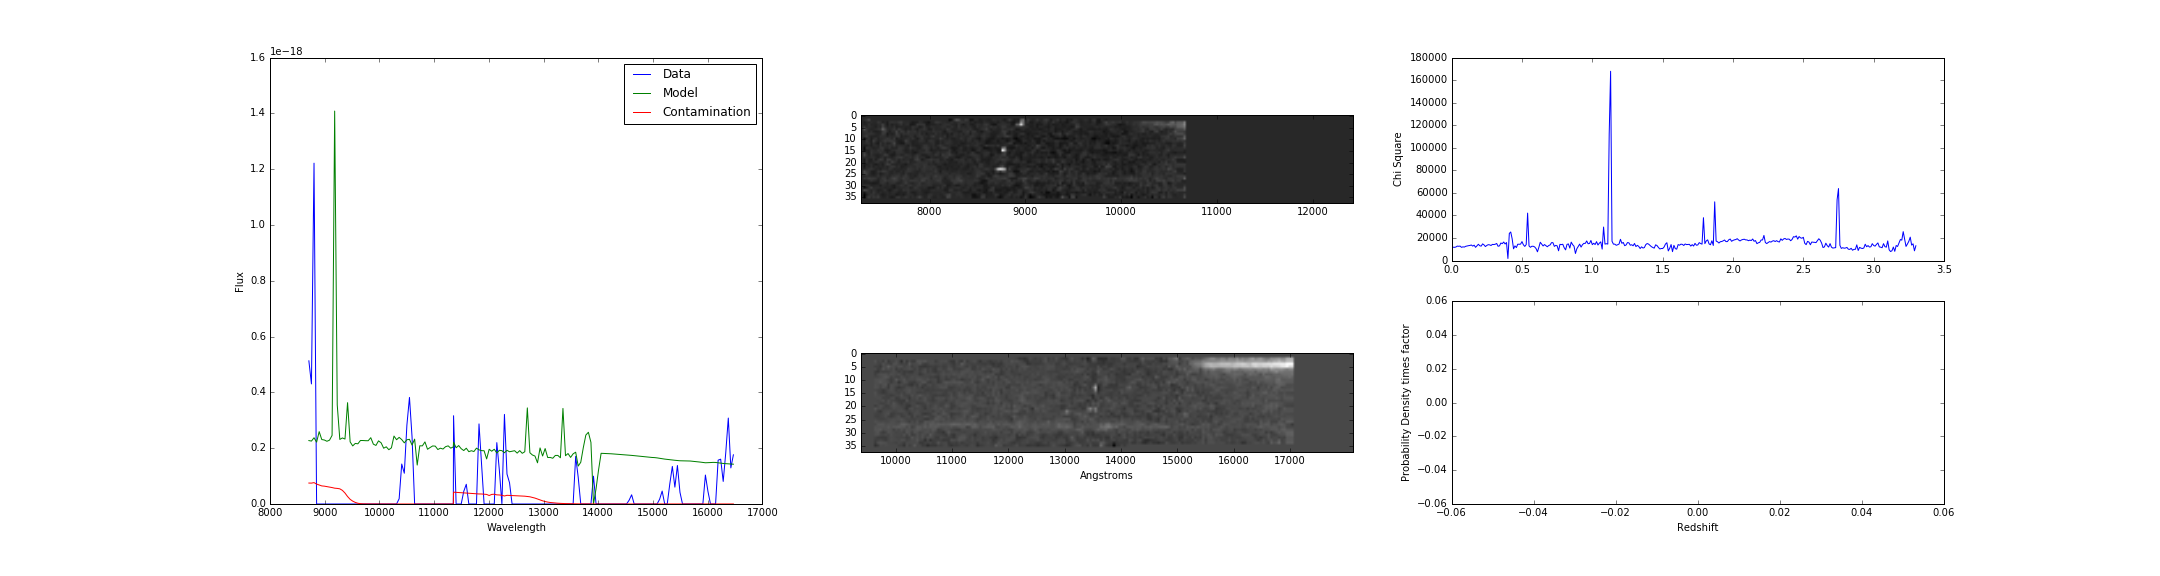 1e−18
1.6
1.4
1.2
1.0
0.8
0.6
0.4
0.2
0.0
Flux
8000 9000 10000 11000 12000 13000 14000 15000 16000 17000
Wavelength
Data
Model
Contamination
0
5
10
15
20
25
30
35
8000 9000 10000 11000 12000
0
5
10
15
20
25
30
35
10000 11000 12000 13000 14000 15000 16000 17000
Angstroms
180000
160000
140000
120000
100000
80000
60000
40000
20000
0
Chi Square
0.0 0.5 1.0 1.5 2.0 2.5 3.0 3.5
0.06
0.04
0.02
0.00
−0.02
−0.04
−0.06
Probability Density times factor
−0.06 −0.04 −0.02 0.00 0.02 0.04 0.06
Redshift